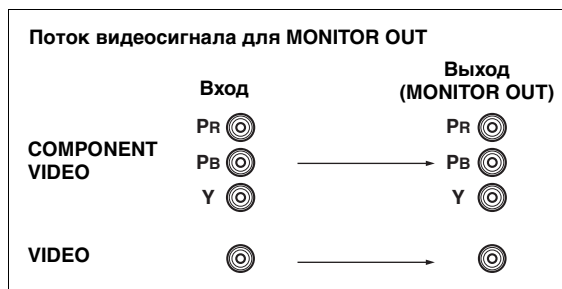 Поток видеосигнала для MONITOR OUT
Вход
Выход
(MONITOR OUT)
PR PR
COMPONENT
VIDEO
PB PB
Y Y
VIDEO